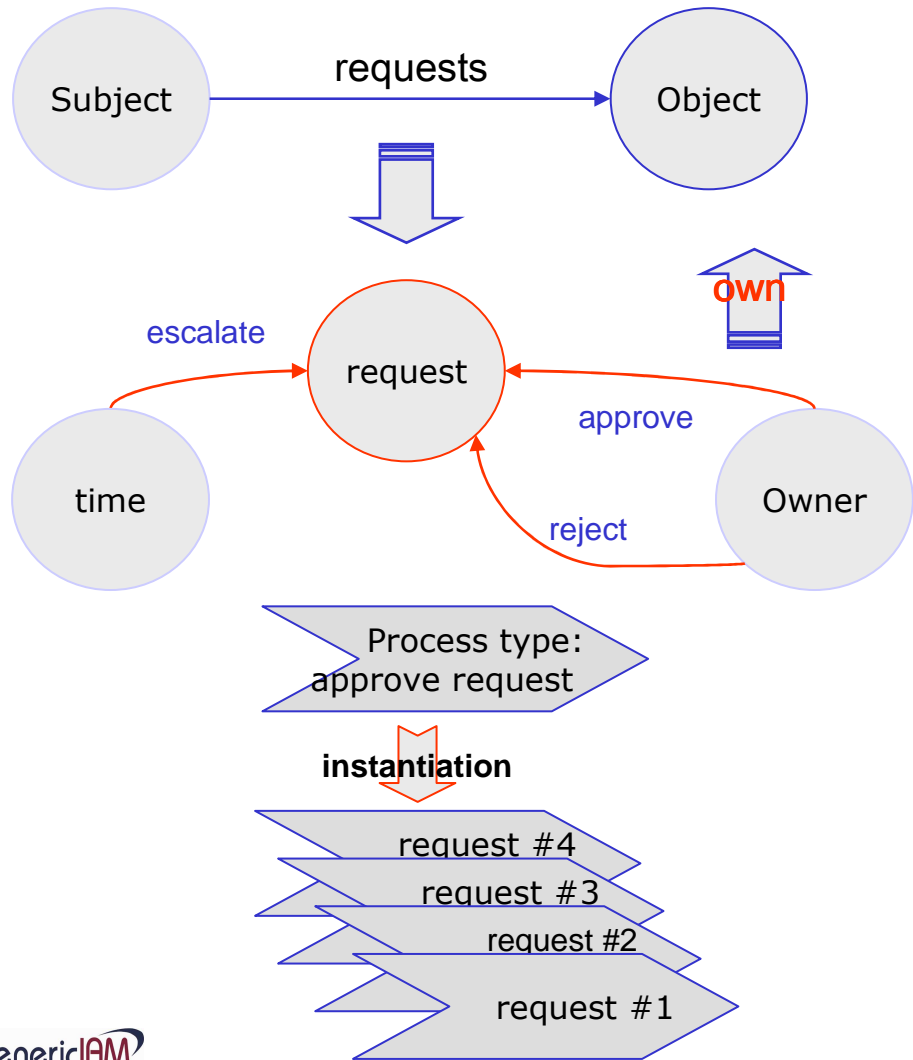 requests
Subject
Object
own
escalate
request
approve
time
Owner
reject
Process type:
approve request
instantiation
request #4
request #3
request #2
request #1
enericIAM